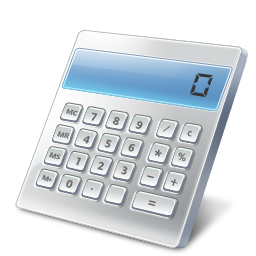 0
MC 7 8 9 / C
MR 4 5 6 * %
MS 1 2 3 − +
M+ 0 · =